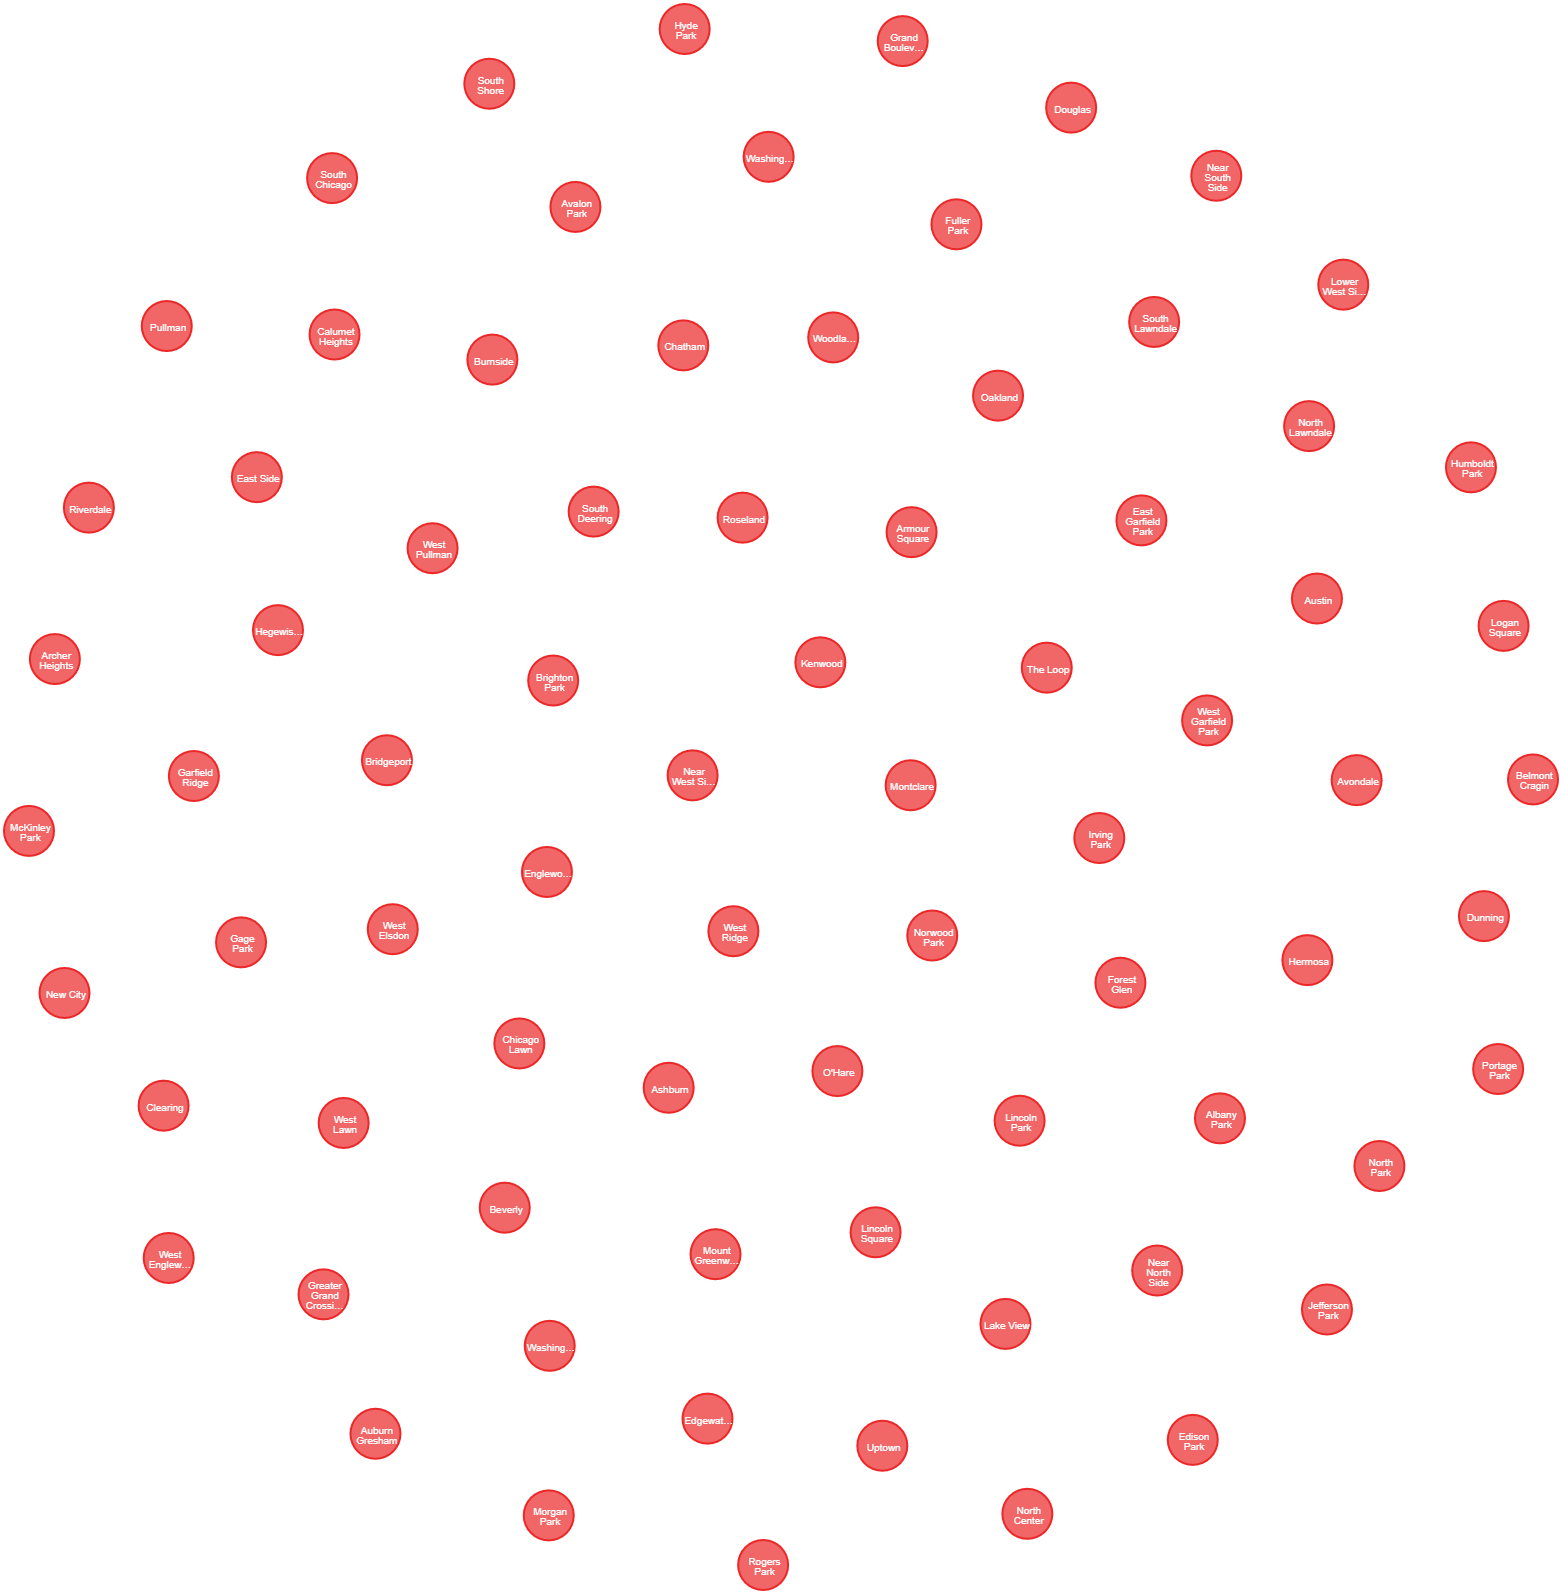 Hyde
Park
Grand
Boulev...
South
Shore
Douglas
Washing...
Near
South
Side
South
Chicago
Avalon
Park
Fuller
Park
Lower
West Si...
Pullman
Calumet
Heights
South
Lawndale
Burnside
Chatham
Woodla...
Oakland
North
Lawndale
Humboldt
Park
East Side
Riverdale
South
Deering
Roseland
East
Garfield
Park
Armour
Square
West
Pullman
Austin
Hegewis...
Logan
Square
Archer
Heights
Brighton
Park
Kenwood
The Loop
West
Garfield
Park
Bridgeport
Garfield
Ridge
Near
West Si...
Montclare
Avondale
Belmont
Cragin
McKinley
Park
Irving
Park
Englewo...
Dunning
West
Elsdon
Gage
Park
West
Ridge
Norwood
Park
Hermosa
New City
Forest
Glen
Chicago
Lawn
Ashburn
O'Hare
Portage
Park
Clearing
West
Lawn
Lincoln
Park
Albany
Park
North
Park
Beverly
Lincoln
Square
West
Englew...
Mount
Greenw...
Near
North
Side
Greater
Grand
Crossi...
Jefferson
Park
Lake View
Washing...
Auburn
Gresham
Edgewat...
Uptown
Edison
Park
Morgan
Park
North
Center
Rogers
Park